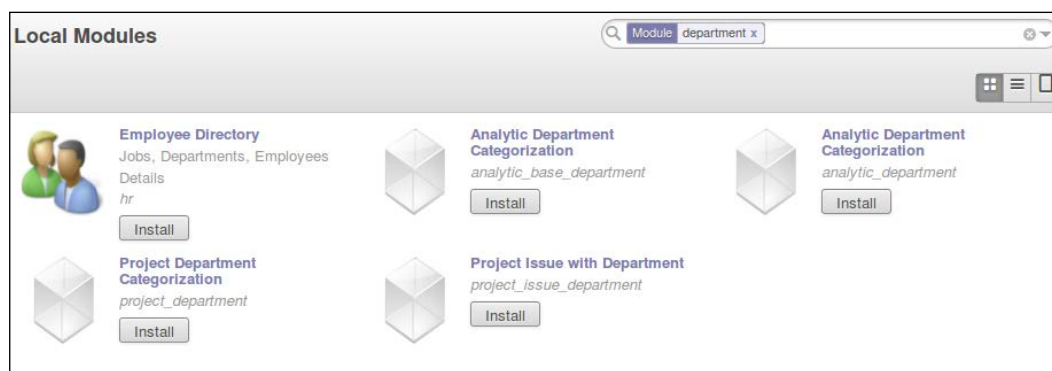 Local Modules
Module department x
Employee Directory
Jobs, Departments, Employees
Details
hr
Install
Analytic Department
Categorization
analytic_base_department
Install
Analytic Department
Categorization
analytic_department
Install
Project Department
Categorization
project_department
Install
Project Issue with Department
project_issue_department
Install